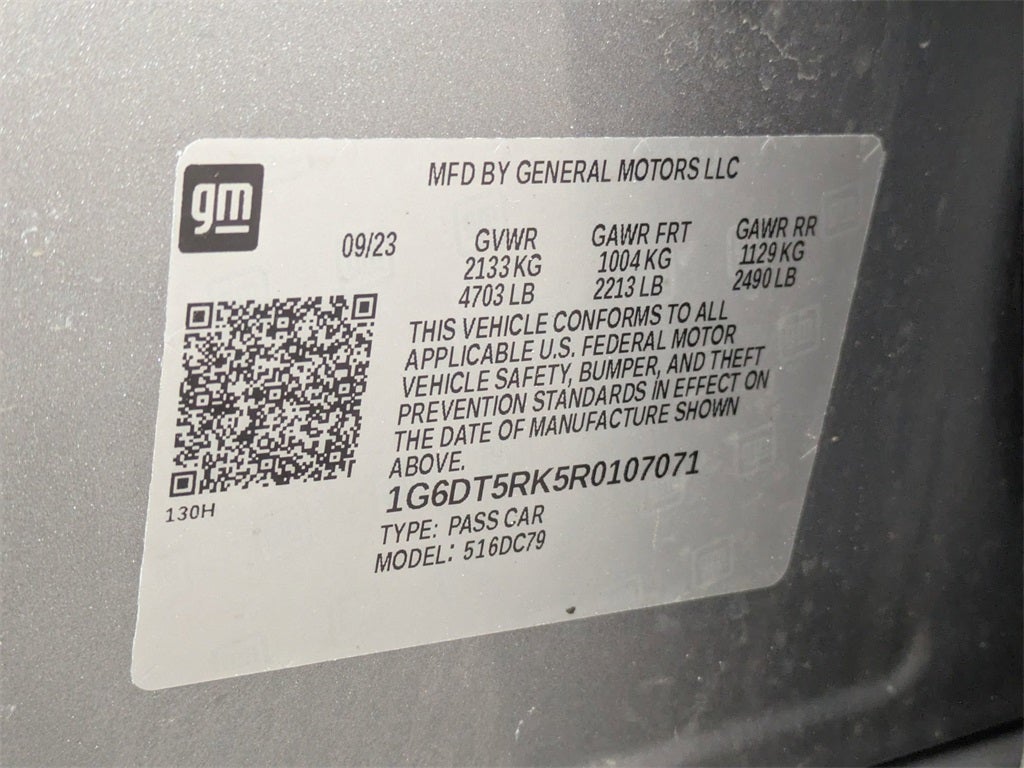 gm
MFD BY GENERAL MOTORS LLC
09/23 GVWR GAWR FRT GAWR RR
2133 KG 1004 KG 1129 KG
4703 LB 2213 LB 2490 LB
THIS VEHICLE CONFORMS TO ALL
APPLICABLE U.S. FEDERAL MOTOR
VEHICLE SAFETY, BUMPER, AND THEFT
PREVENTION STANDARDS IN EFFECT ON
THE DATE OF MANUFACTURE SHOWN
ABOVE.
1G6DT5RK5R0107071
130H
TYPE: PASS CAR
MODEL: 516DC79